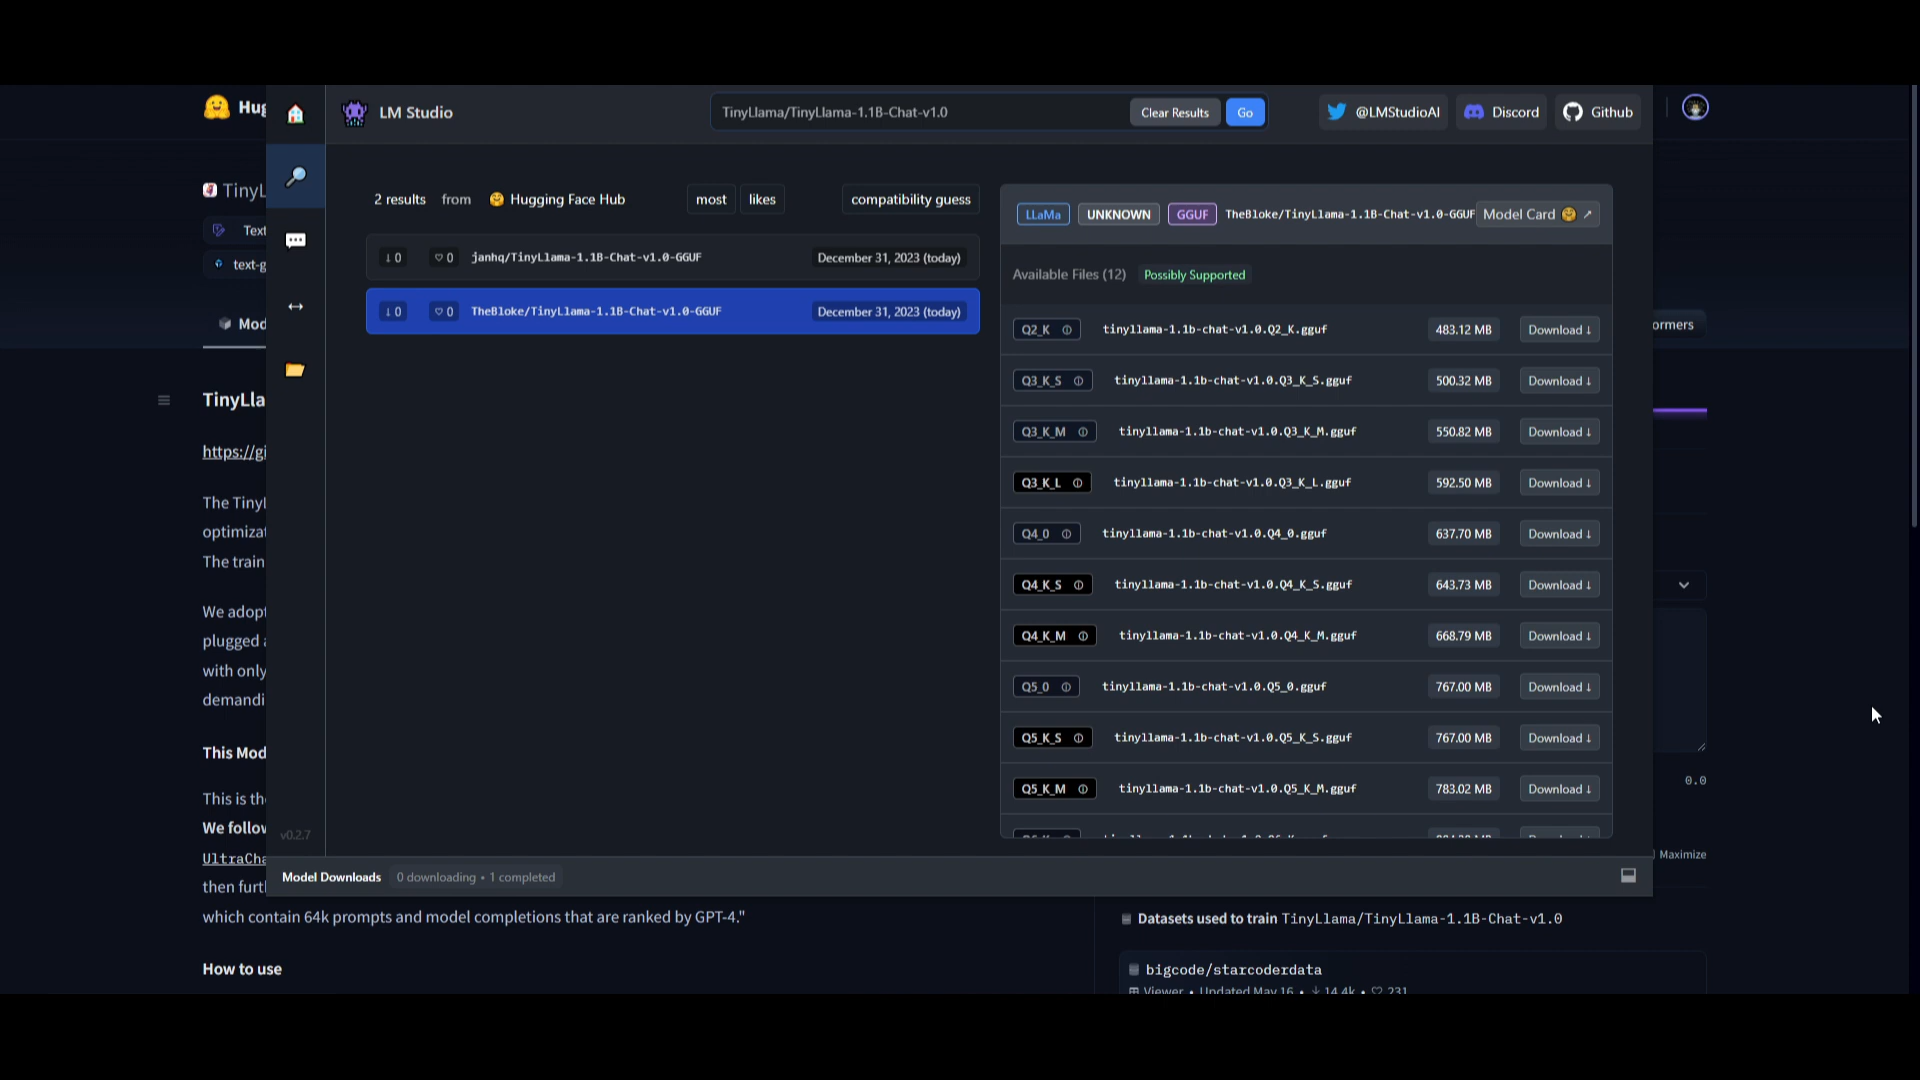 Hug
LM Studio
TinyLlama/TinyLlama-1.1B-Chat-v1.0
Clear Results
Go
@LMStudioAI
Discord
Github
TinyL
Text
text-g
Mod
2 results from Hugging Face Hub
most
likes
compatibility guess
↓ 0 ♡ 0 janhq/TinyLlama-1.1B-Chat-v1.0-GGUF December 31, 2023 (today)
↓ 0 ♡ 0 TheBloke/TinyLlama-1.1B-Chat-v1.0-GGUF December 31, 2023 (today)
LLaMa UNKNOWN GGUF TheBloke/TinyLlama-1.1B-Chat-v1.0-GGUF Model Card ↗
Available Files (12) Possibly Supported
Q2_K tinyllama-1.1b-chat-v1.0.Q2_K.gguf 483.12 MB Download ↓
Q3_K_S tinyllama-1.1b-chat-v1.0.Q3_K_S.gguf 500.32 MB Download ↓
Q3_K_M tinyllama-1.1b-chat-v1.0.Q3_K_M.gguf 550.82 MB Download ↓
Q3_K_L tinyllama-1.1b-chat-v1.0.Q3_K_L.gguf 592.50 MB Download ↓
Q4_0 tinyllama-1.1b-chat-v1.0.Q4_0.gguf 637.70 MB Download ↓
Q4_K_S tinyllama-1.1b-chat-v1.0.Q4_K_S.gguf 643.73 MB Download ↓
Q4_K_M tinyllama-1.1b-chat-v1.0.Q4_K_M.gguf 668.79 MB Download ↓
Q5_0 tinyllama-1.1b-chat-v1.0.Q5_0.gguf 767.00 MB Download ↓
Q5_K_S tinyllama-1.1b-chat-v1.0.Q5_K_S.gguf 767.00 MB Download ↓
Q5_K_M tinyllama-1.1b-chat-v1.0.Q5_K_M.gguf 783.02 MB Download ↓
ormers
TinyLla
https://gi
The TinyL
optimizat
The train
We adopt
plugged a
with only
demandi
This Mod
This is the
We follow
UltraCha
then furt
which contain 64k prompts and model completions that are ranked by GPT-4."
How to use
v0.2.7
Model Downloads 0 downloading • 1 completed
0.0
Maximize
Datasets used to train TinyLlama/TinyLlama-1.1B-Chat-v1.0
bigcode/starcoderdata
Viewer • Updated May 16 • ↓ 14.4k • ♡ 231